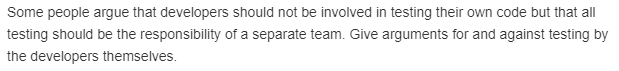 Some people argue that developers should not be involved in testing their own code but that all
testing should be the responsibility of a separate team. Give arguments for and against testing by
the developers themselves.